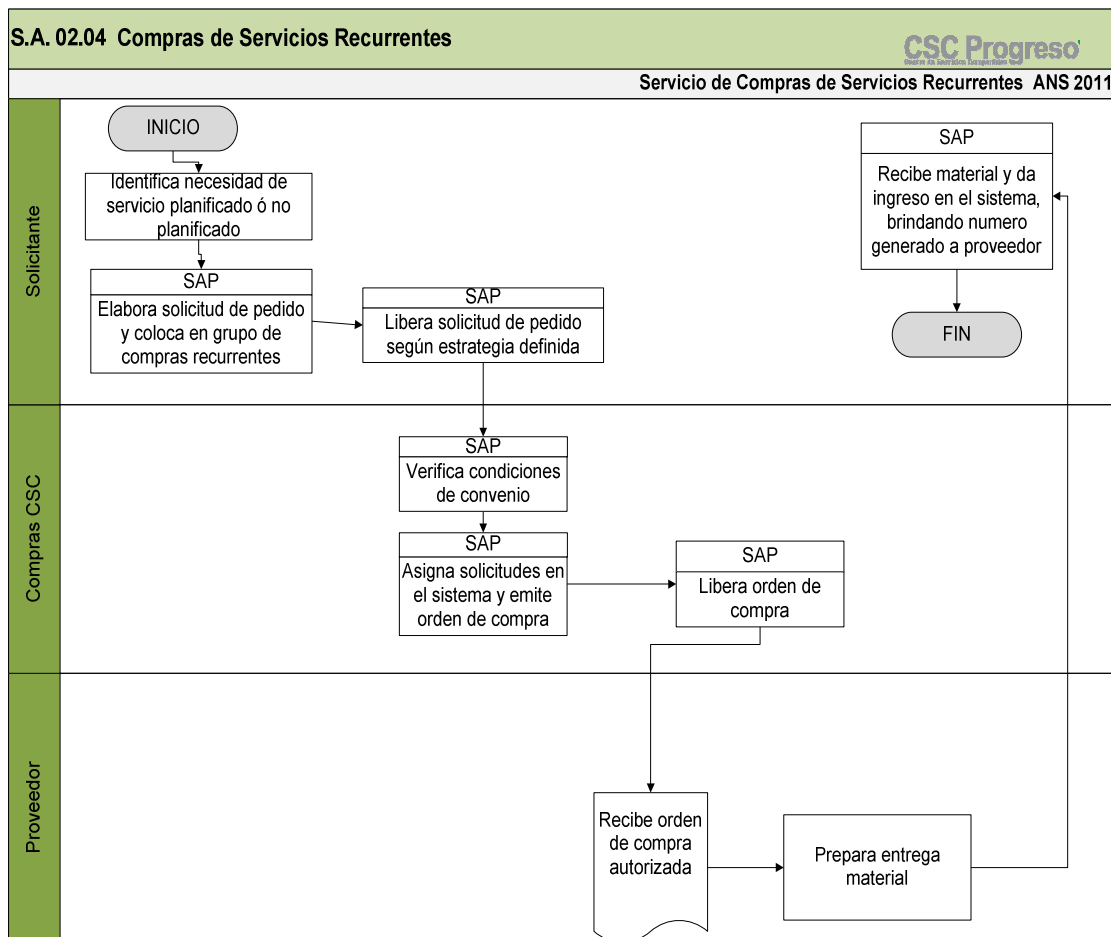 S.A. 02.04 Compras de Servicios Recurrentes
CSC Progreso
Servicio de Compras de Servicios Recurrentes ANS 2011
Solicitante
INICIO
Identifica necesidad de
servicio planificado ó no
planificado
SAP
Elabora solicitud de pedido
y coloca en grupo de
compras recurrentes
SAP
Libera solicitud de pedido
según estrategia definida
SAP
Recibe material y da
ingreso en el sistema,
brindando numero
generado a proveedor
FIN
Compras CSC
SAP
Verifica condiciones
de convenio
SAP
Asigna solicitudes en
el sistema y emite
orden de compra
SAP
Libera orden de
compra
Proveedor
Recibe orden
de compra
autorizada
Prepara entrega
material